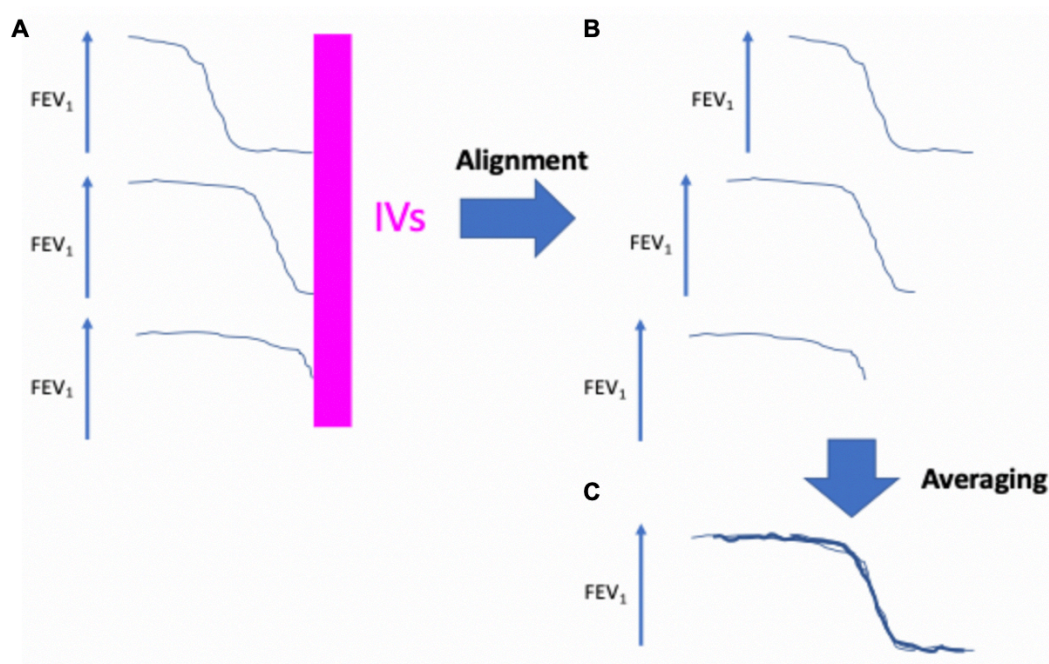 A
B
FEV₁
FEV₁
Alignment
FEV₁
IVs
FEV₁
FEV₁
FEV₁
Averaging
C
FEV₁